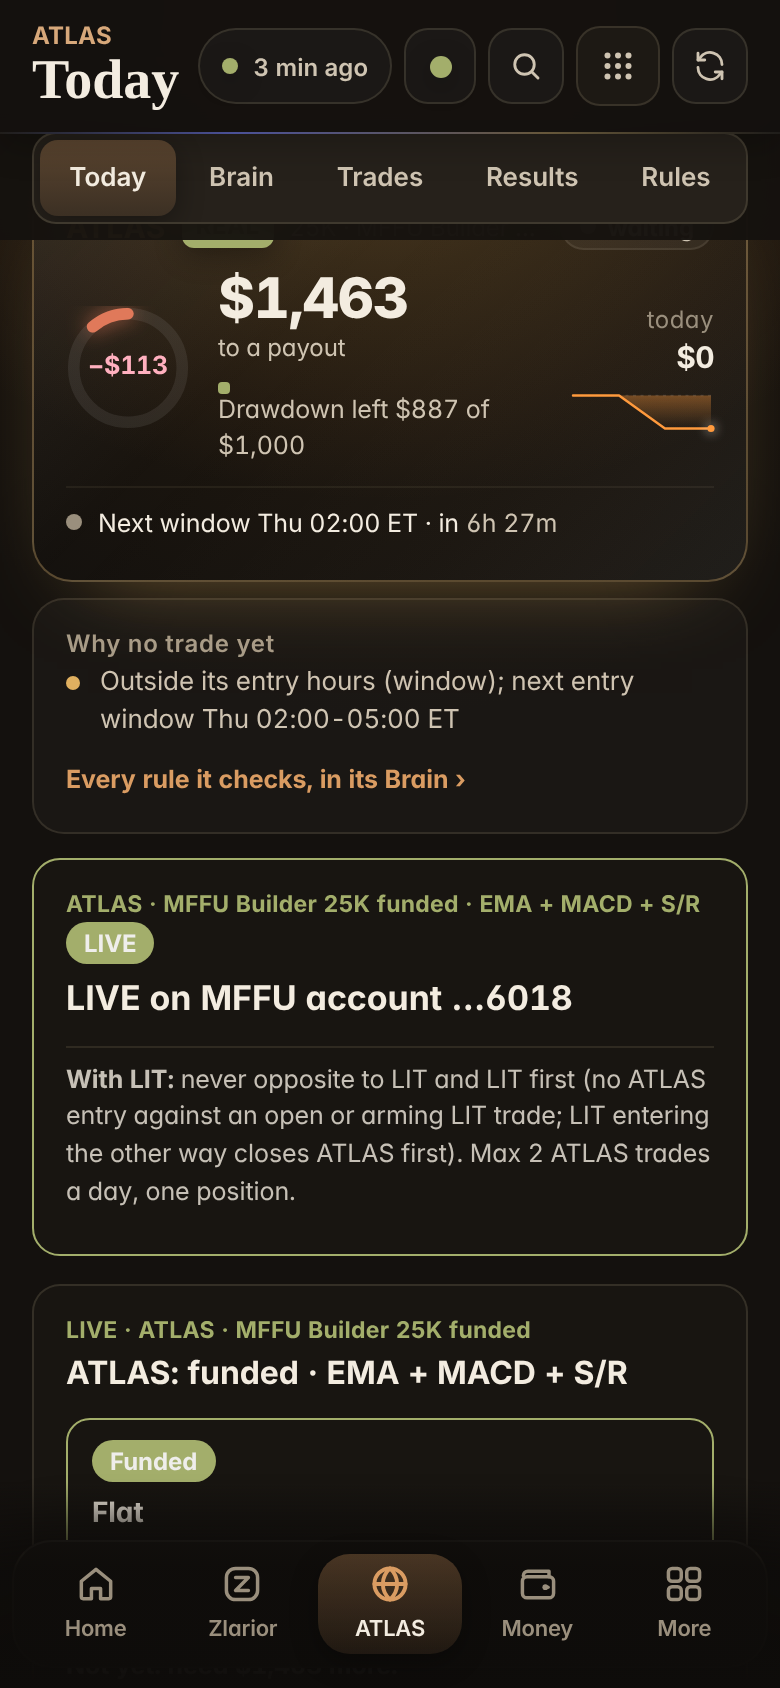 ATLAS
Today
3 min ago
Today
Brain
Trades
Results
Rules
$1,463
to a payout
-$113
today
$0
Drawdown left $887 of
$1,000
Next window Thu 02:00 ET · in 6h 27m
Why no trade yet
Outside its entry hours (window); next entry
window Thu 02:00-05:00 ET
Every rule it checks, in its Brain ›
ATLAS · MFFU Builder 25K funded · EMA + MACD + S/R
LIVE
LIVE on MFFU account …6018
With LIT: never opposite to LIT and LIT first (no ATLAS
entry against an open or arming LIT trade; LIT entering
the other way closes ATLAS first). Max 2 ATLAS trades
a day, one position.
LIVE · ATLAS · MFFU Builder 25K funded
ATLAS: funded · EMA + MACD + S/R
Funded
Flat
Home
Zlarior
ATLAS
Money
More